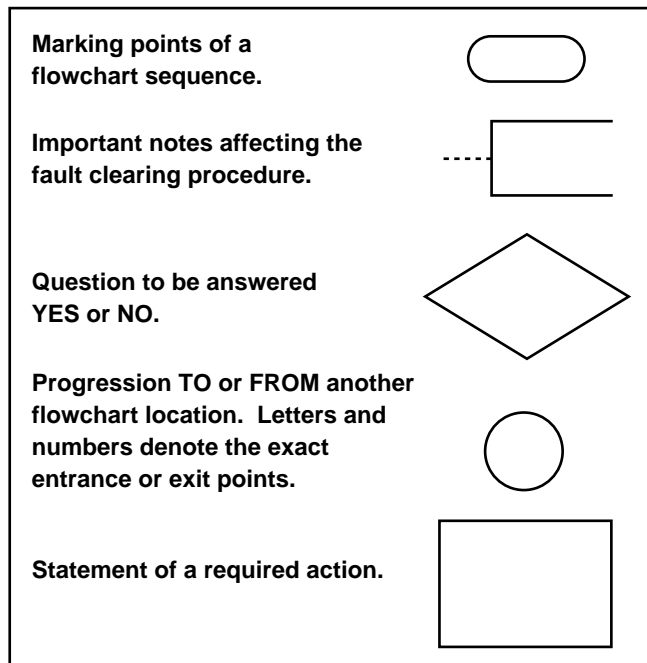 Marking points of a
flowchart sequence.
Important notes affecting the
fault clearing procedure.
Question to be answered
YES or NO.
Progression TO or FROM another
flowchart location.  Letters and
numbers denote the exact
entrance or exit points.
Statement of a required action.